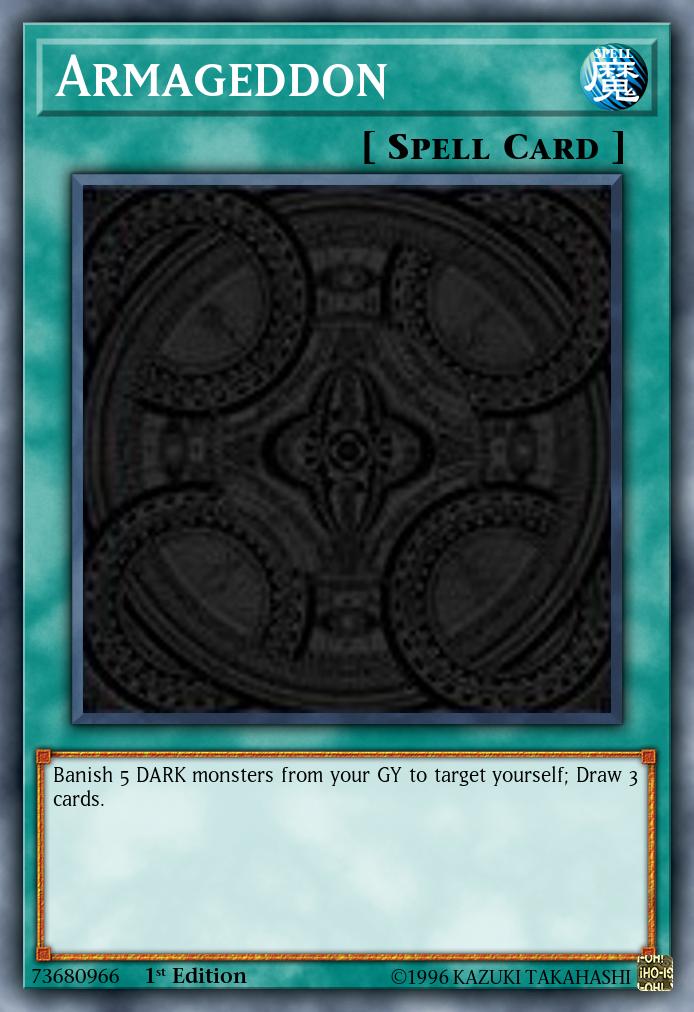 Armageddon
SPELL
魔
[ Spell Card ]
Banish 5 DARK monsters from your GY to target yourself; Draw 3
cards.
73680966 1st Edition ©1996 KAZUKI TAKAHASHI